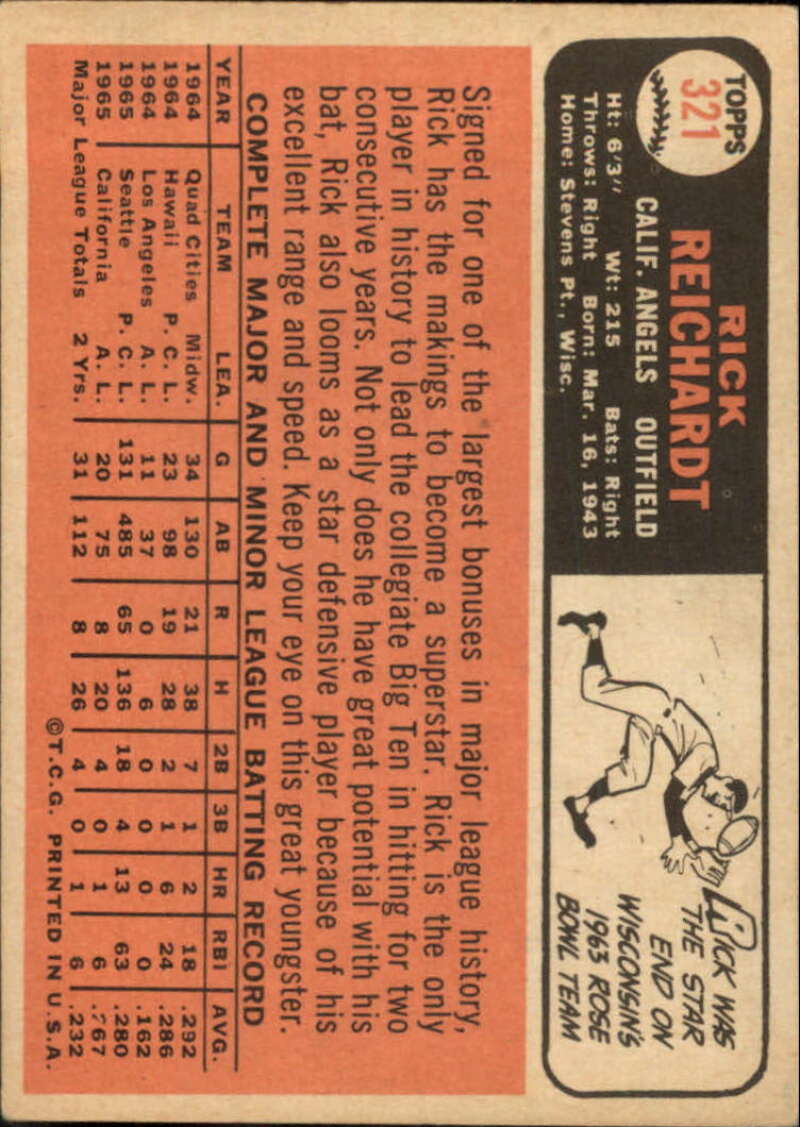 TOPPS
321
RICK
REICHARDT
CALIF. ANGELS OUTFIELD
Ht: 6'3" Wt: 215 Bats: Right
Throws: Right Born: Mar. 16, 1943
Home: Stevens Pt., Wisc.
RICK WAS
THE STAR
END ON
WISCONSIN'S
1963 ROSE
BOWL TEAM
Signed for one of the largest bonuses in major league history,
Rick has the makings to become a superstar. Rick is the only
player in history to lead the collegiate Big Ten in hitting for two
consecutive years. Not only does he have great potential with his
bat, Rick also looms as a star defensive player because of his
excellent range and speed. Keep your eye on this great youngster.
COMPLETE MAJOR AND MINOR LEAGUE BATTING RECORD
YEAR TEAM LEA. G AB R H 2B 3B HR RBI AVG.
1964 Quad Cities Midw. 34 130 21 38 7 1 2 18 .292
1964 Hawaii P.C.L. 23 98 19 28 2 1 6 24 .286
1964 Los Angeles A.L. 11 37 0 6 0 0 0 0 .162
1965 Seattle P.C.L. 131 485 65 136 18 4 13 63 .280
1965 California A.L. 20 75 8 20 4 0 1 6 .267
Major League Totals 2 Yrs. 31 112 8 26 4 0 1 6 .232
©T.C.G. PRINTED IN U.S.A.